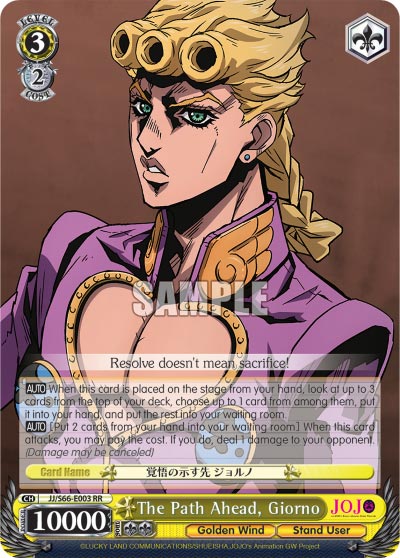 LEVEL
3
2
COST
SAMPLE
Resolve doesn't mean sacrifice!
AUTO When this card is placed on the stage from your hand, look at up to 3
cards from the top of your deck, choose up to 1 card from among them, put
it into your hand, and put the rest into your waiting room.
AUTO [Put 2 cards from your hand into your waiting room] When this card
attacks, you may pay the cost. If you do, deal 1 damage to your opponent.
(Damage may be canceled)
Card Name
覚悟の示す先 ジョルノ
CH JJ/S66-E003 RR
POWER 10000 SOUL
The Path Ahead, Giorno
JOJO
Golden Wind
Stand User
©LUCKY LAND COMMUNICATIONS/SHUEISHA,JOJO's Animation GW Project